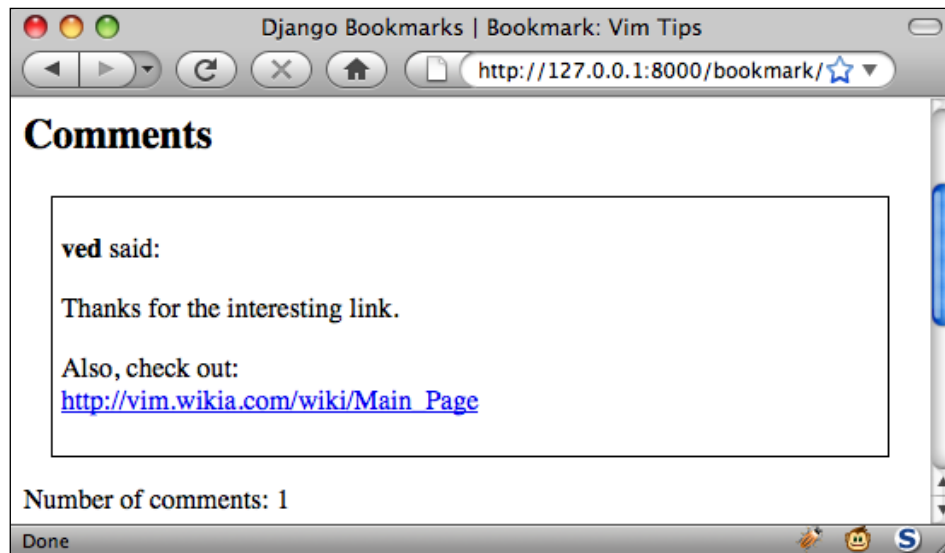 Django Bookmarks | Bookmark: Vim Tips
http://127.0.0.1:8000/bookmark/
Comments
ved said:
Thanks for the interesting link.
Also, check out:
http://vim.wikia.com/wiki/Main_Page
Number of comments: 1
Done
S